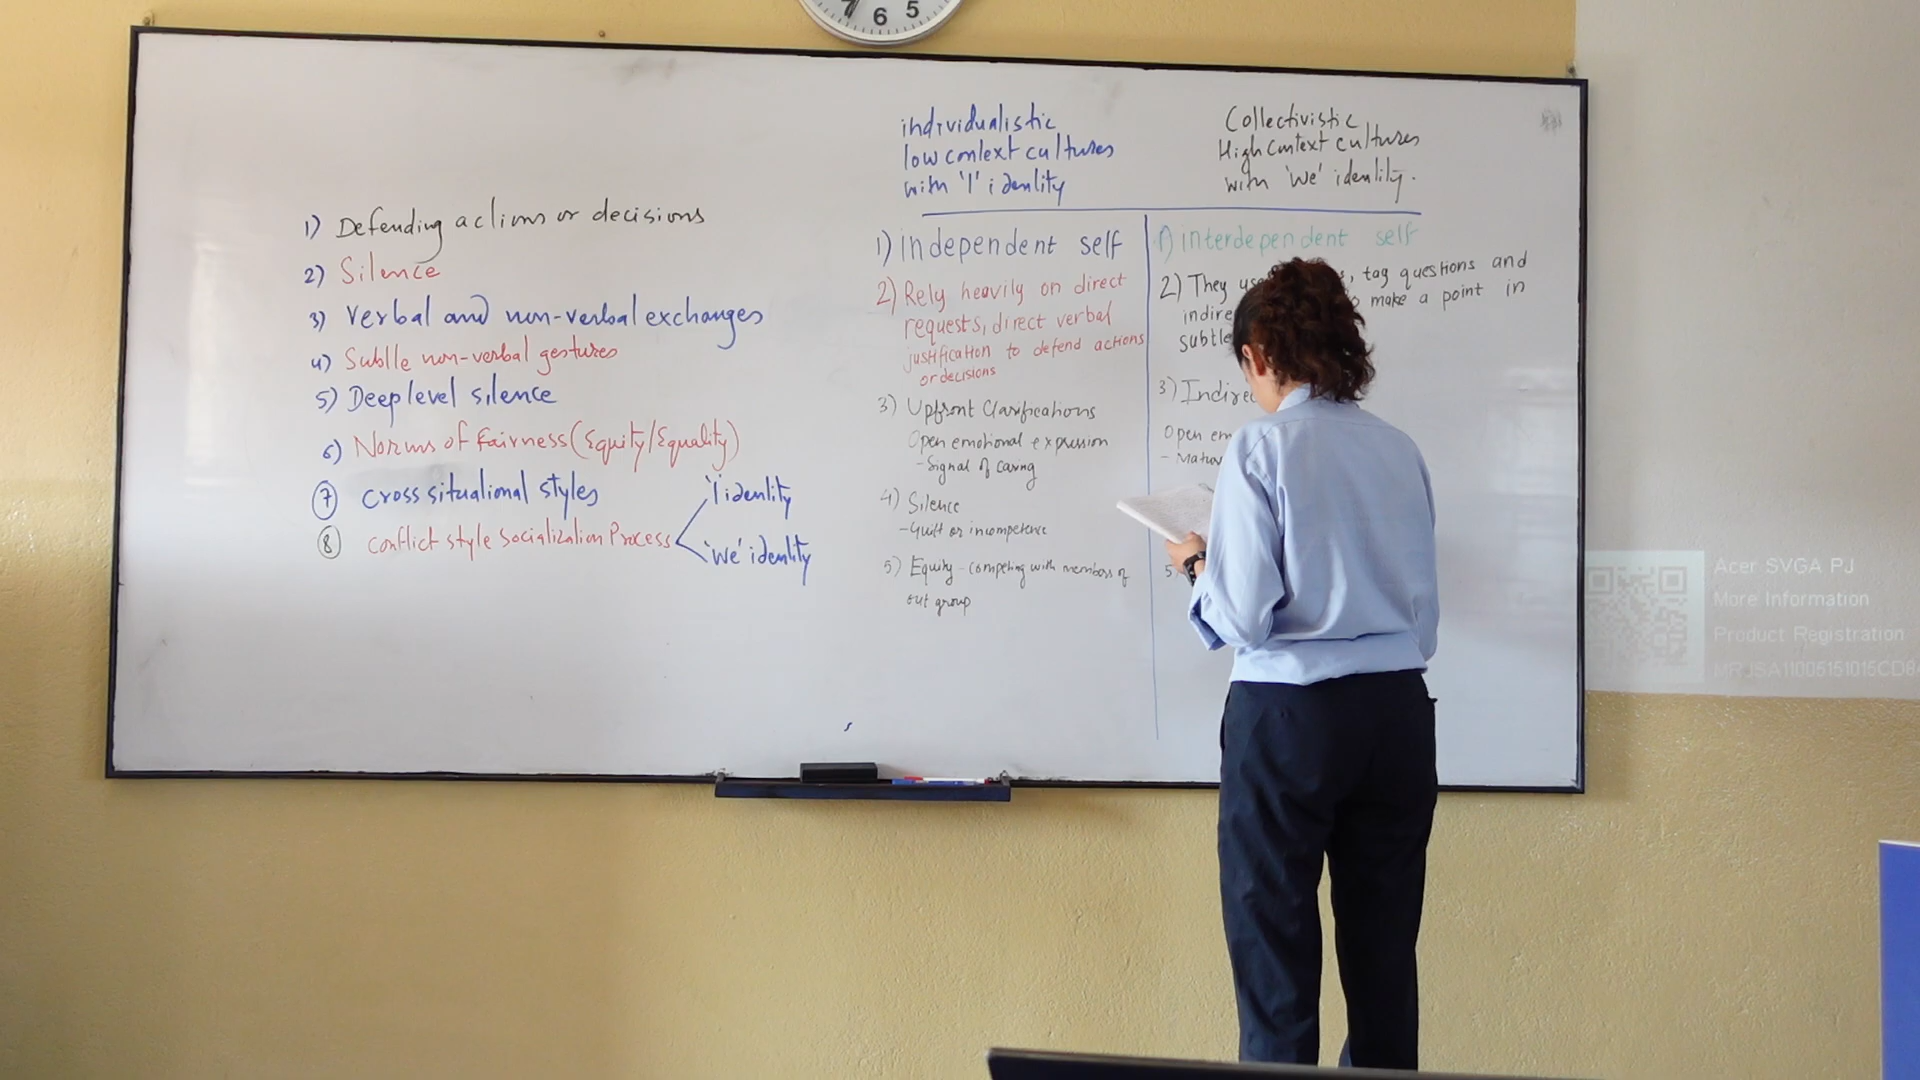 7 6 5
1) Defending actions or decisions
2) Silence
3) Verbal and non-verbal exchanges
4) Subtle non-verbal gestures
5) Deep level silence
6) Norms of Fairness (Equity/Equality)
7 cross situational styles
8 conflict style Socialization Process
'I' identity
'We' identity
individualistic
low context cultures
with 'I' identity
1) independent self
2) Rely heavily on direct
requests, direct verbal
justification to defend actions
or decisions
3) Upfront Clarifications
Open emotional expression
- Signal of caring
4) Silence
- Guilt or incompetence
5) Equity - competing with members of
out group
Collectivistic
High Context cultures
with 'We' identity.
1) interdependent self
2) They , tag questions and
make a point in
3)
Open
5)
Acer SVGA PJ
More Information
Product Registration